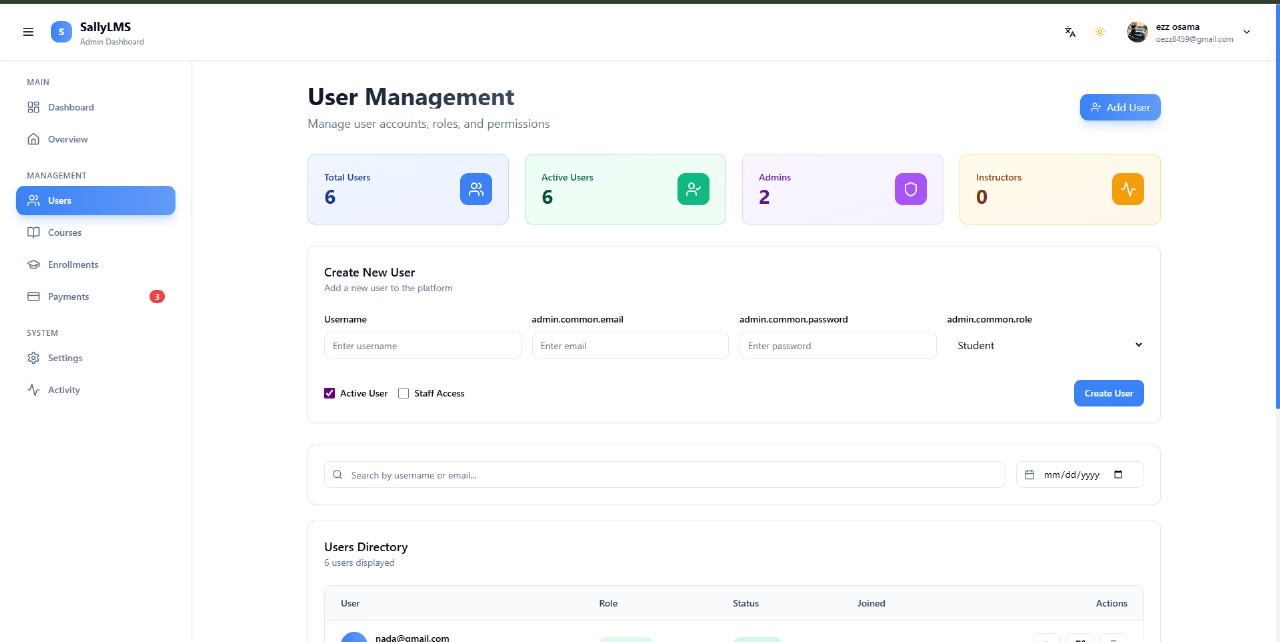 S
SallyLMS
Admin Dashboard
ezz osama
oezz8459@gmail.com
MAIN
Dashboard
Overview
MANAGEMENT
Users
Courses
Enrollments
Payments 3
SYSTEM
Settings
Activity
User Management
Manage user accounts, roles, and permissions
Add User
Total Users
6
Active Users
6
Admins
2
Instructors
0
Create New User
Add a new user to the platform
Username admin.common.email admin.common.password admin.common.role
Enter username Enter email Enter password Student
Active User Staff Access Create User
Search by username or email... mm/dd/yyyy
Users Directory
6 users displayed
User Role Status Joined Actions
nada@gmail.com